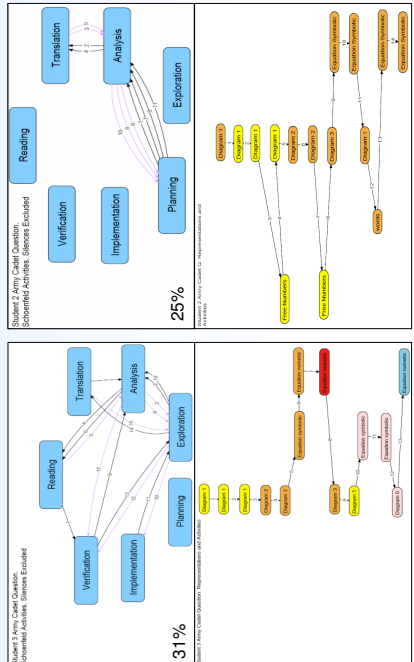 Student 3 Army Cadet Question.
Schoenfeld Activities. Silences Excluded
Reading
Translation
Analysis
Verification
Implementation
Planning
Exploration
31%
Student 3 Army Cadet Question. Representations and Activities
Diagram 1
Diagram 1
Diagram 1
Diagram 2
Diagram 3
Equation symbolic
Equation numeric
Equation numeric
Diagram 3
Diagram 5
Equation symbolic
Equation symbolic
Diagram 6
Equation numeric
Student 2 Army Cadet Question.
Schoenfeld Activities. Silences Excluded
Reading
Translation
Analysis
Verification
Implementation
Planning
Exploration
25%
Student 2 Army Cadet Q. Representations and
Activities
Diagram 1
Diagram 1
Diagram 1
Diagram 2
Diagram 2
Diagram 3
Free Numbers
Free Numbers
Equation Symbolic
Equation Symbolic
Diagram 1
words
Equation Symbolic
Equation Symbolic